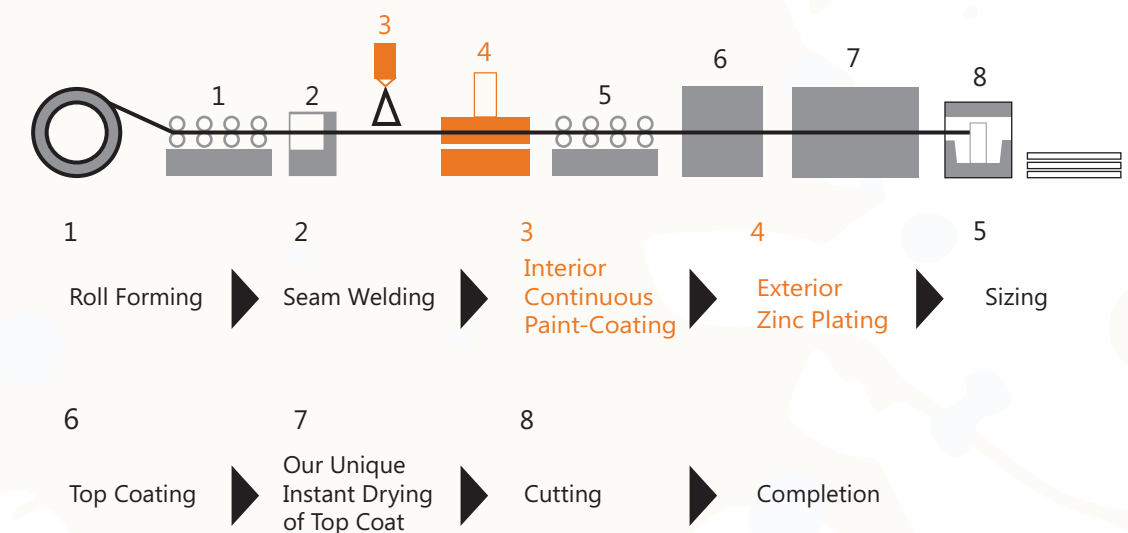 3
4
6
7
1
2
5
8
1
2
3
4
5
Roll Forming
Seam Welding
Interior
Continuous
Paint-Coating
Exterior
Zinc Plating
Sizing
6
7
8
Top Coating
Our Unique
Instant Drying
of Top Coat
Cutting
Completion